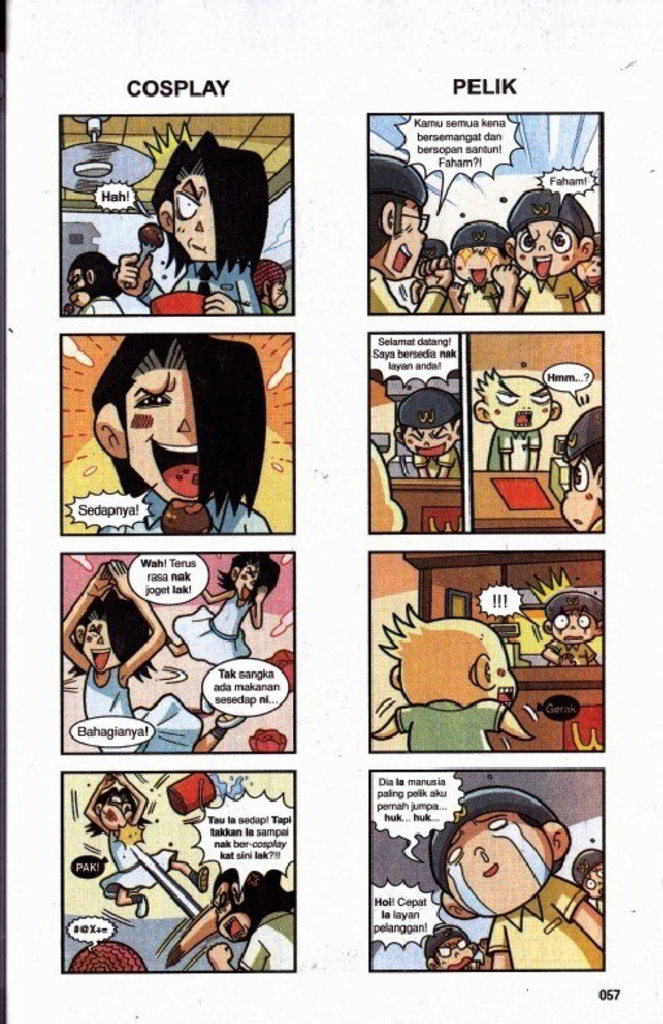 COSPLAY
Hah!
Sedapnya!
Wah! Terus
rasa nak
joget lak!
Tak sangka
ada makanan
sesedap ni...
Bahagianya!
Tau la sedap! Tapi
takkan la sampai
nak ber-cosplay
kat sini lak?!!!
PAK!
#@X+=
PELIK
Kamu semua kena
bersemangat dan
bersopan santun!
Faham?!
Faham!
Selamat datang!
Saya bersedia nak
layan anda!
Hmm...?
!!!
Gerak
Dia la manusia
paling pelik aku
pernah jumpa...
huk... huk...
Hoi! Cepat
la layan
pelanggan!
057